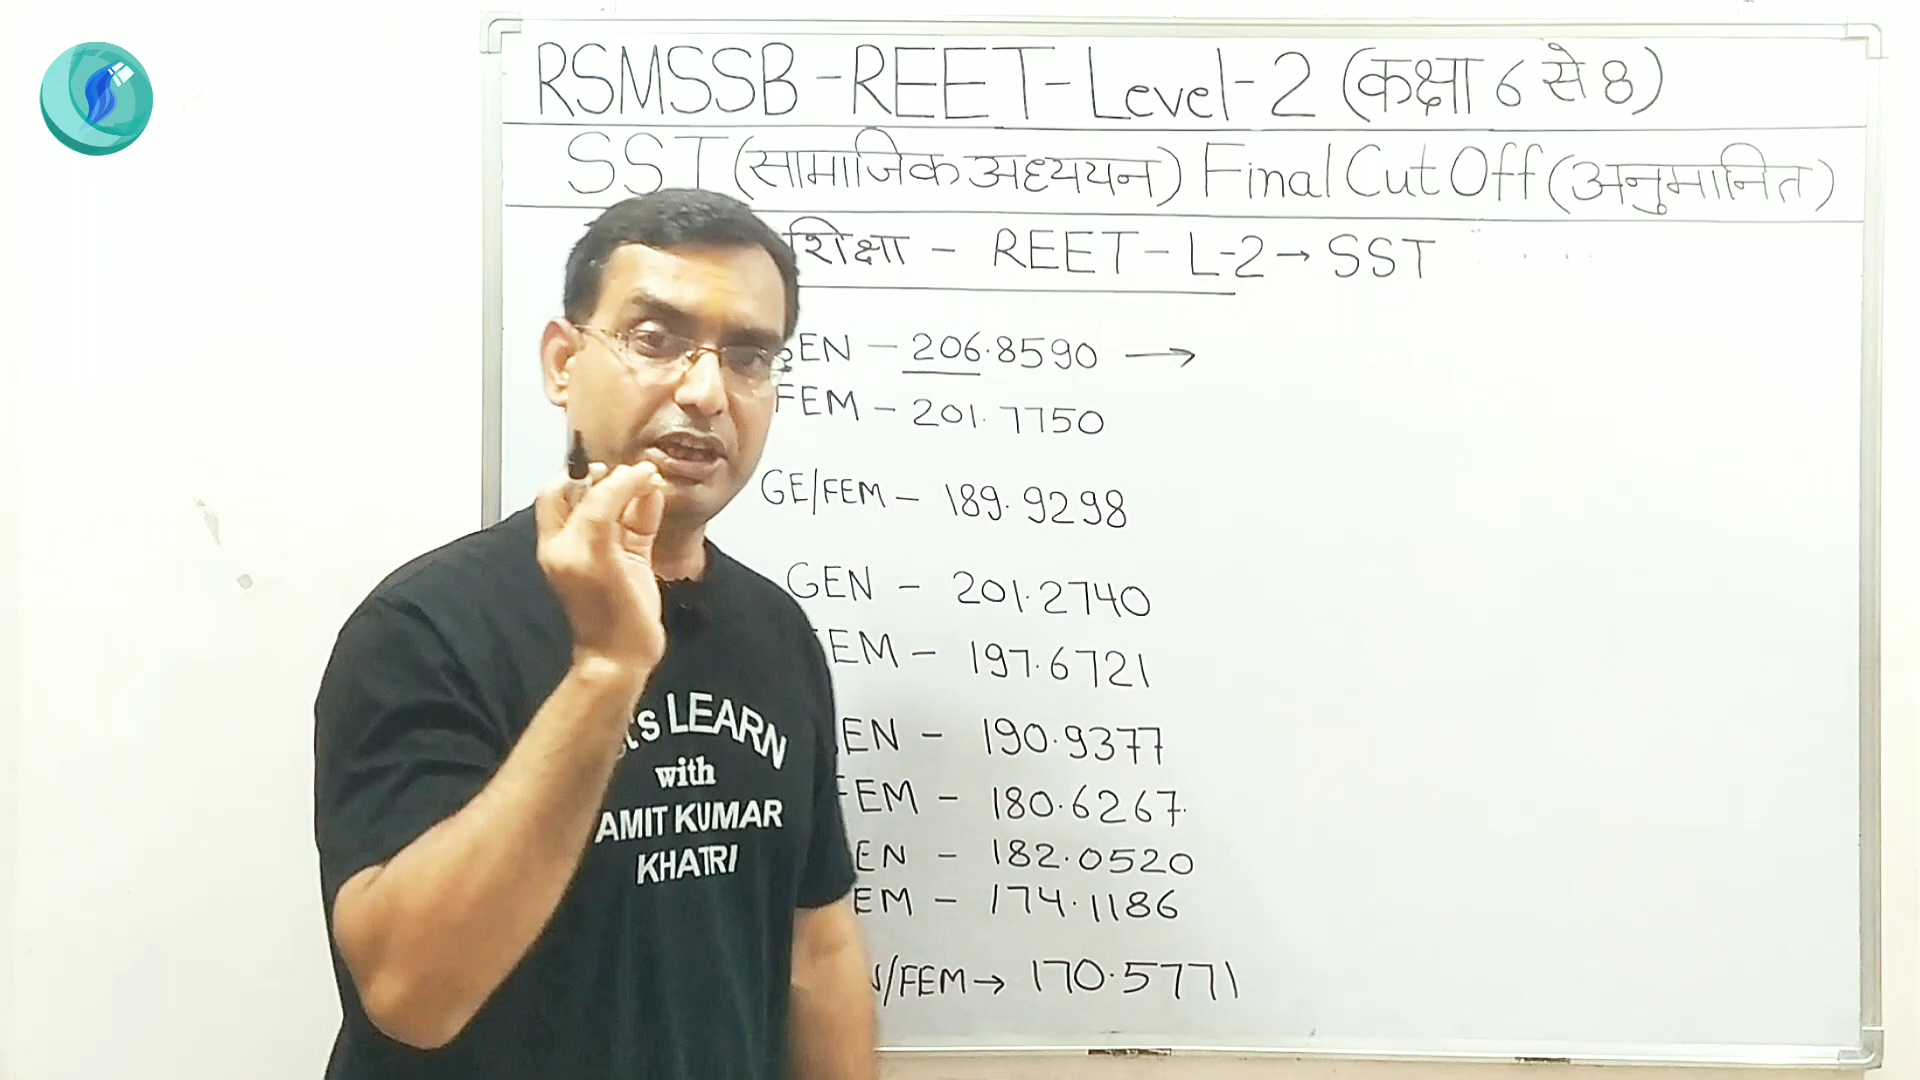 RSMSSB-REET-Level-2 (कक्षा 6 से 8)
SST (सामाजिक अध्ययन) Final Cut Off (अनुमानित)
शिक्षा - REET - L-2 → SST
GEN - 206.8590 →
FEM - 201.7750
GE/FEM - 189.9298
GEN - 201.2740
EM - 197.6721
EN - 190.9377
FEM - 180.6267
EN - 182.0520
EM - 174.1186
/FEM → 170.5771
LEARN
with
AMIT KUMAR
KHATRI